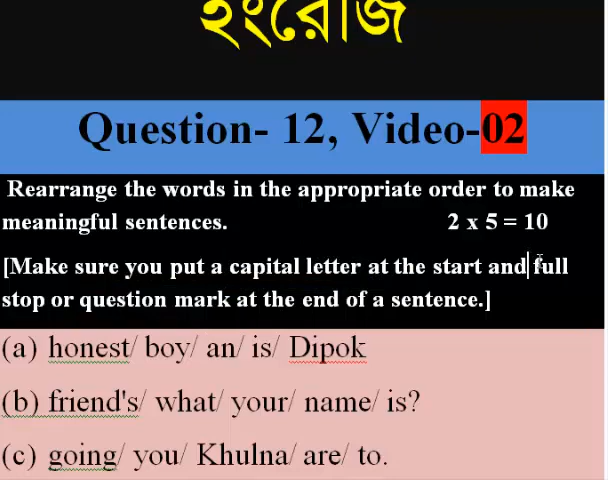 ইংরেজি
Question- 12, Video-02
Rearrange the words in the appropriate order to make
meaningful sentences. 2 x 5 = 10
[Make sure you put a capital letter at the start and full
stop or question mark at the end of a sentence.]
(a) honest/ boy/ an/ is/ Dipok
(b) friend's/ what/ your/ name/ is?
(c) going/ you/ Khulna/ are/ to.